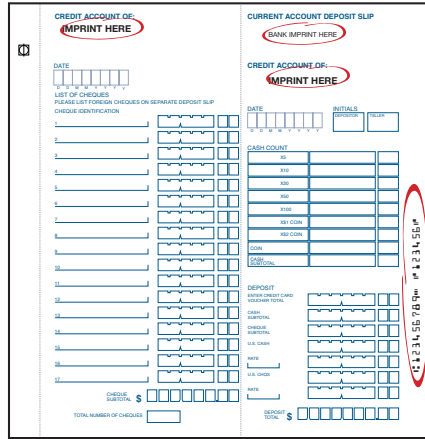 CREDIT ACCOUNT OF:
IMPRINT HERE
DATE
D D M M Y Y Y Y
LIST OF CHEQUES
PLEASE LIST FOREIGN CHEQUES ON SEPARATE DEPOSIT SLIP
CHEQUE IDENTIFICATION
1
2
3
4
5
6
7
8
9
10
11
12
13
14
15
16
17
CHEQUE
SUBTOTAL $
TOTAL NUMBER OF CHEQUES
CURRENT ACCOUNT DEPOSIT SLIP
BANK IMPRINT HERE
CREDIT ACCOUNT OF:
IMPRINT HERE
DATE INITIALS
DEPOSITOR TELLER
D D M M Y Y Y Y
CASH COUNT
X5
X10
X20
X50
X100
X$1 COIN
X$2 COIN
COIN
CASH
SUBTOTAL
DEPOSIT
ENTER CREDIT CARD
VOUCHER TOTAL
CASH
SUBTOTAL
CHEQUE
SUBTOTAL
U.S. CASH
RATE
U.S. CHQS
RATE
DEPOSIT
TOTAL $
⑆123456789⑆ ⑈123456⑈